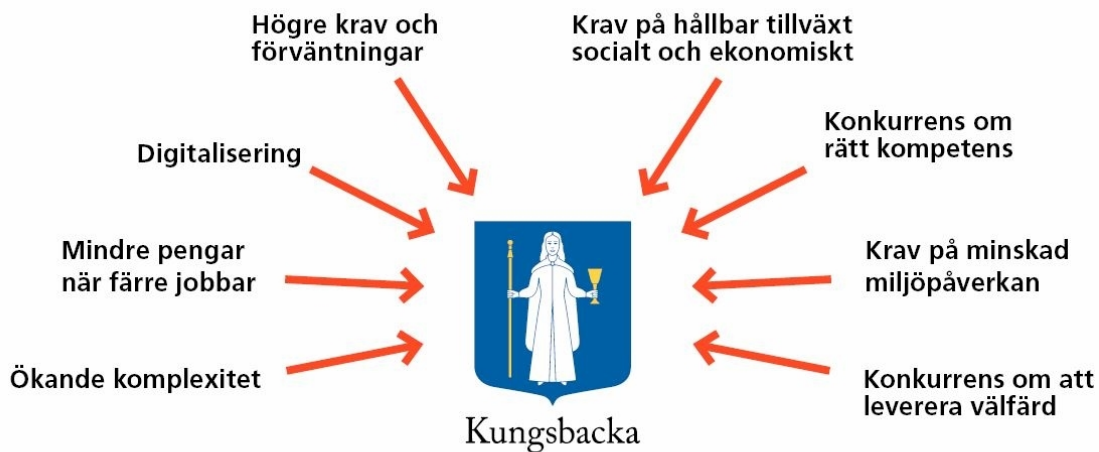 Högre krav och
förväntningar
Krav på hållbar tillväxt
socialt och ekonomiskt
Digitalisering
Konkurrens om
rätt kompetens
Mindre pengar
när färre jobbar
Krav på minskad
miljöpåverkan
Ökande komplexitet
Konkurrens om att
leverera välfärd
Kungsbacka